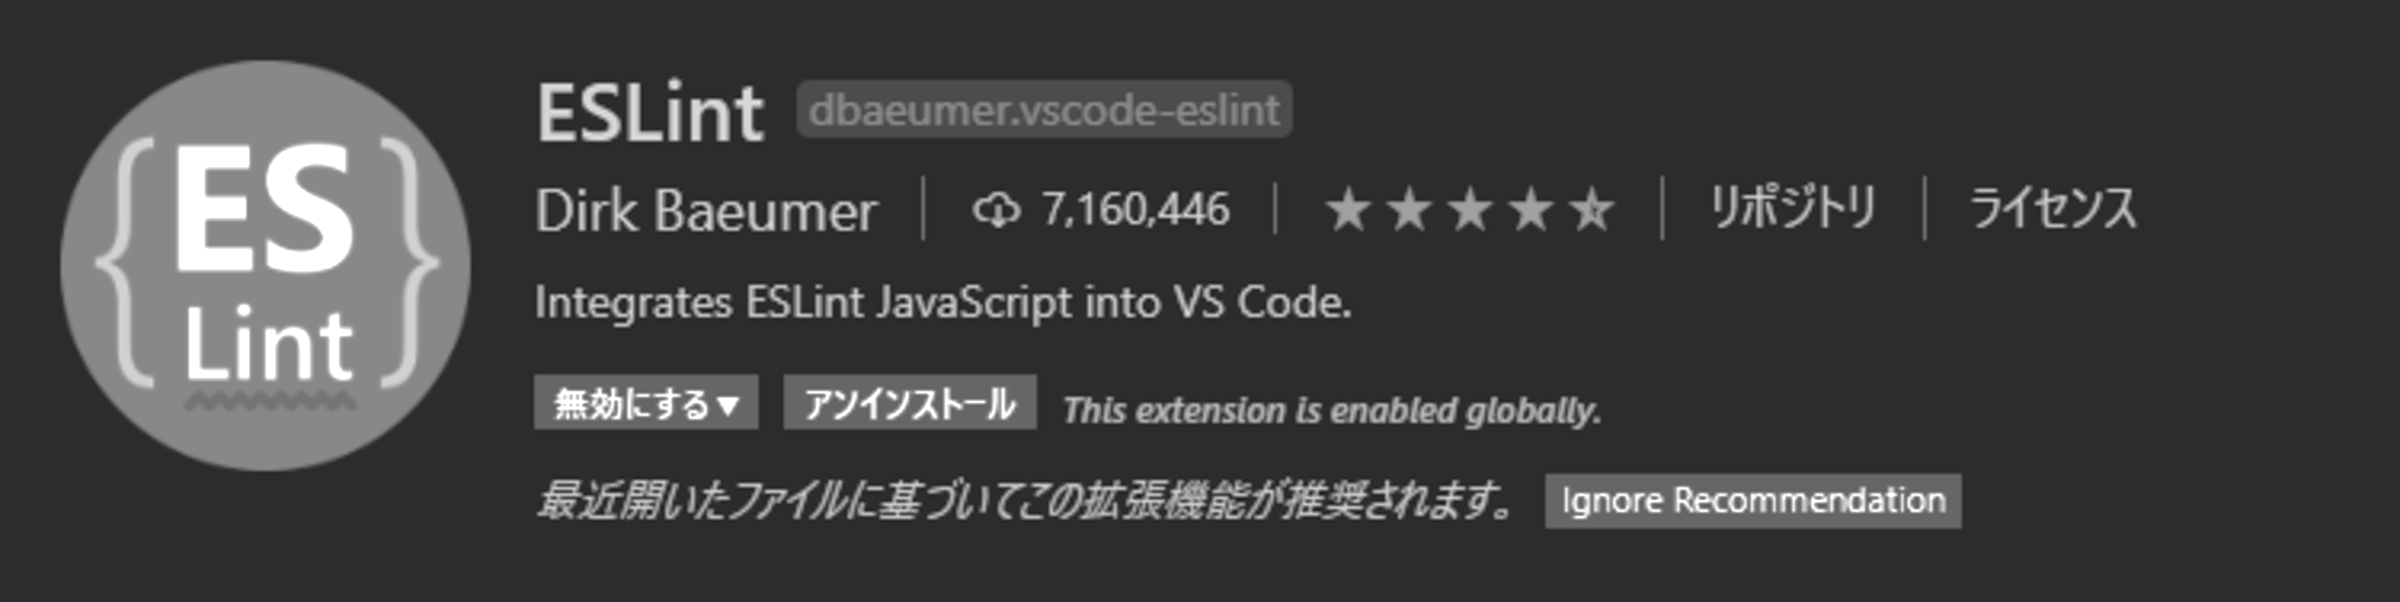 { ES Lint }
ESLint dbaeumer.vscode-eslint
Dirk Baeumer | 7,160,446 | ★★★★ | リポジトリ | ライセンス
Integrates ESLint JavaScript into VS Code.
無効にする▼ アンインストール This extension is enabled globally.
最近開いたファイルに基づいてこの拡張機能が推奨されます。 Ignore Recommendation